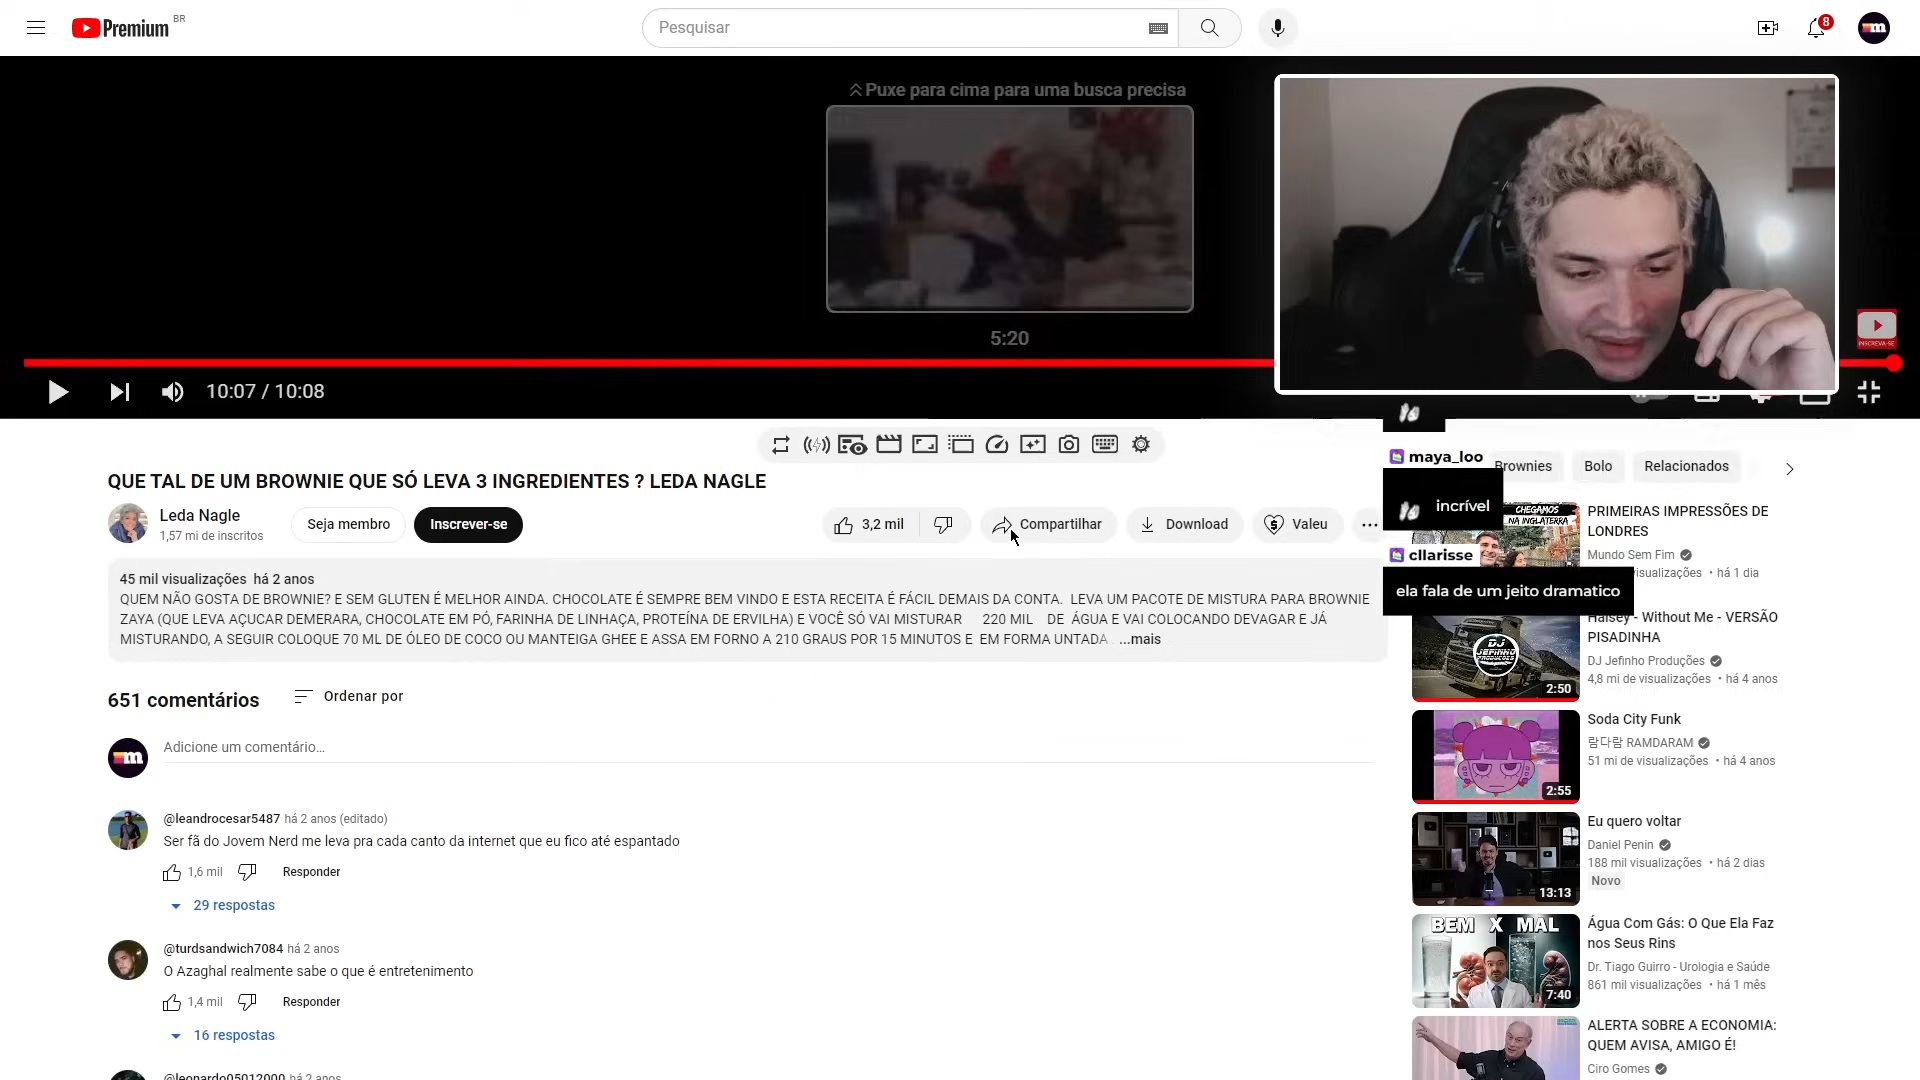 Premium BR
Pesquisar
8
Puxe para cima para uma busca precisa
5:20
INSCREVA-SE
10:07 / 10:08
QUE TAL DE UM BROWNIE QUE SÓ LEVA 3 INGREDIENTES ? LEDA NAGLE
Leda Nagle
1,57 mi de inscritos
Seja membro
Inscrever-se
3,2 mil
Compartilhar
Download
Valeu
45 mil visualizações há 2 anos
QUEM NÃO GOSTA DE BROWNIE? E SEM GLUTEN É MELHOR AINDA. CHOCOLATE É SEMPRE BEM VINDO E ESTA RECEITA É FÁCIL DEMAIS DA CONTA. LEVA UM PACOTE DE MISTURA PARA BROWNIE
ZAYA (QUE LEVA AÇUCAR DEMERARA, CHOCOLATE EM PÓ, FARINHA DE LINHAÇA, PROTEÍNA DE ERVILHA) E VOCÊ SÓ VAI MISTURAR 220 MIL DE ÁGUA E VAI COLOCANDO DEVAGAR E JÁ
MISTURANDO, A SEGUIR COLOQUE 70 ML DE ÓLEO DE COCO OU MANTEIGA GHEE E ASSA EM FORNO A 210 GRAUS POR 15 MINUTOS E EM FORMA UNTADA ...mais
651 comentários
Ordenar por
Adicione um comentário...
@leandrocesar5487 há 2 anos (editado)
Ser fã do Jovem Nerd me leva pra cada canto da internet que eu fico até espantado
1,6 mil
Responder
29 respostas
@turdsandwich7084 há 2 anos
O Azaghal realmente sabe o que é entretenimento
1,4 mil
Responder
16 respostas
@leonardo05012000 há 2 anos
maya_loo
incrível
cllarisse
ela fala de um jeito dramatico
Brownies
Bolo
Relacionados
CHEGAMOS
NA INGLATERRA
PRIMEIRAS IMPRESSÕES DE
LONDRES
Mundo Sem Fim
visualizações • há 1 dia
Halsey - Without Me - VERSÃO
PISADINHA
DJ Jefinho Produções
4,8 mi de visualizações • há 4 anos
DJ
JEFINHO
PRODUÇÕES
2:50
Soda City Funk
람다람 RAMDARAM
51 mi de visualizações • há 4 anos
2:55
Eu quero voltar
Daniel Penin
188 mil visualizações • há 2 dias
Novo
13:13
BEM X MAL
7:40
Água Com Gás: O Que Ela Faz
nos Seus Rins
Dr. Tiago Guirro - Urologia e Saúde
861 mil visualizações • há 1 mês
ALERTA SOBRE A ECONOMIA:
QUEM AVISA, AMIGO É!
Ciro Gomes